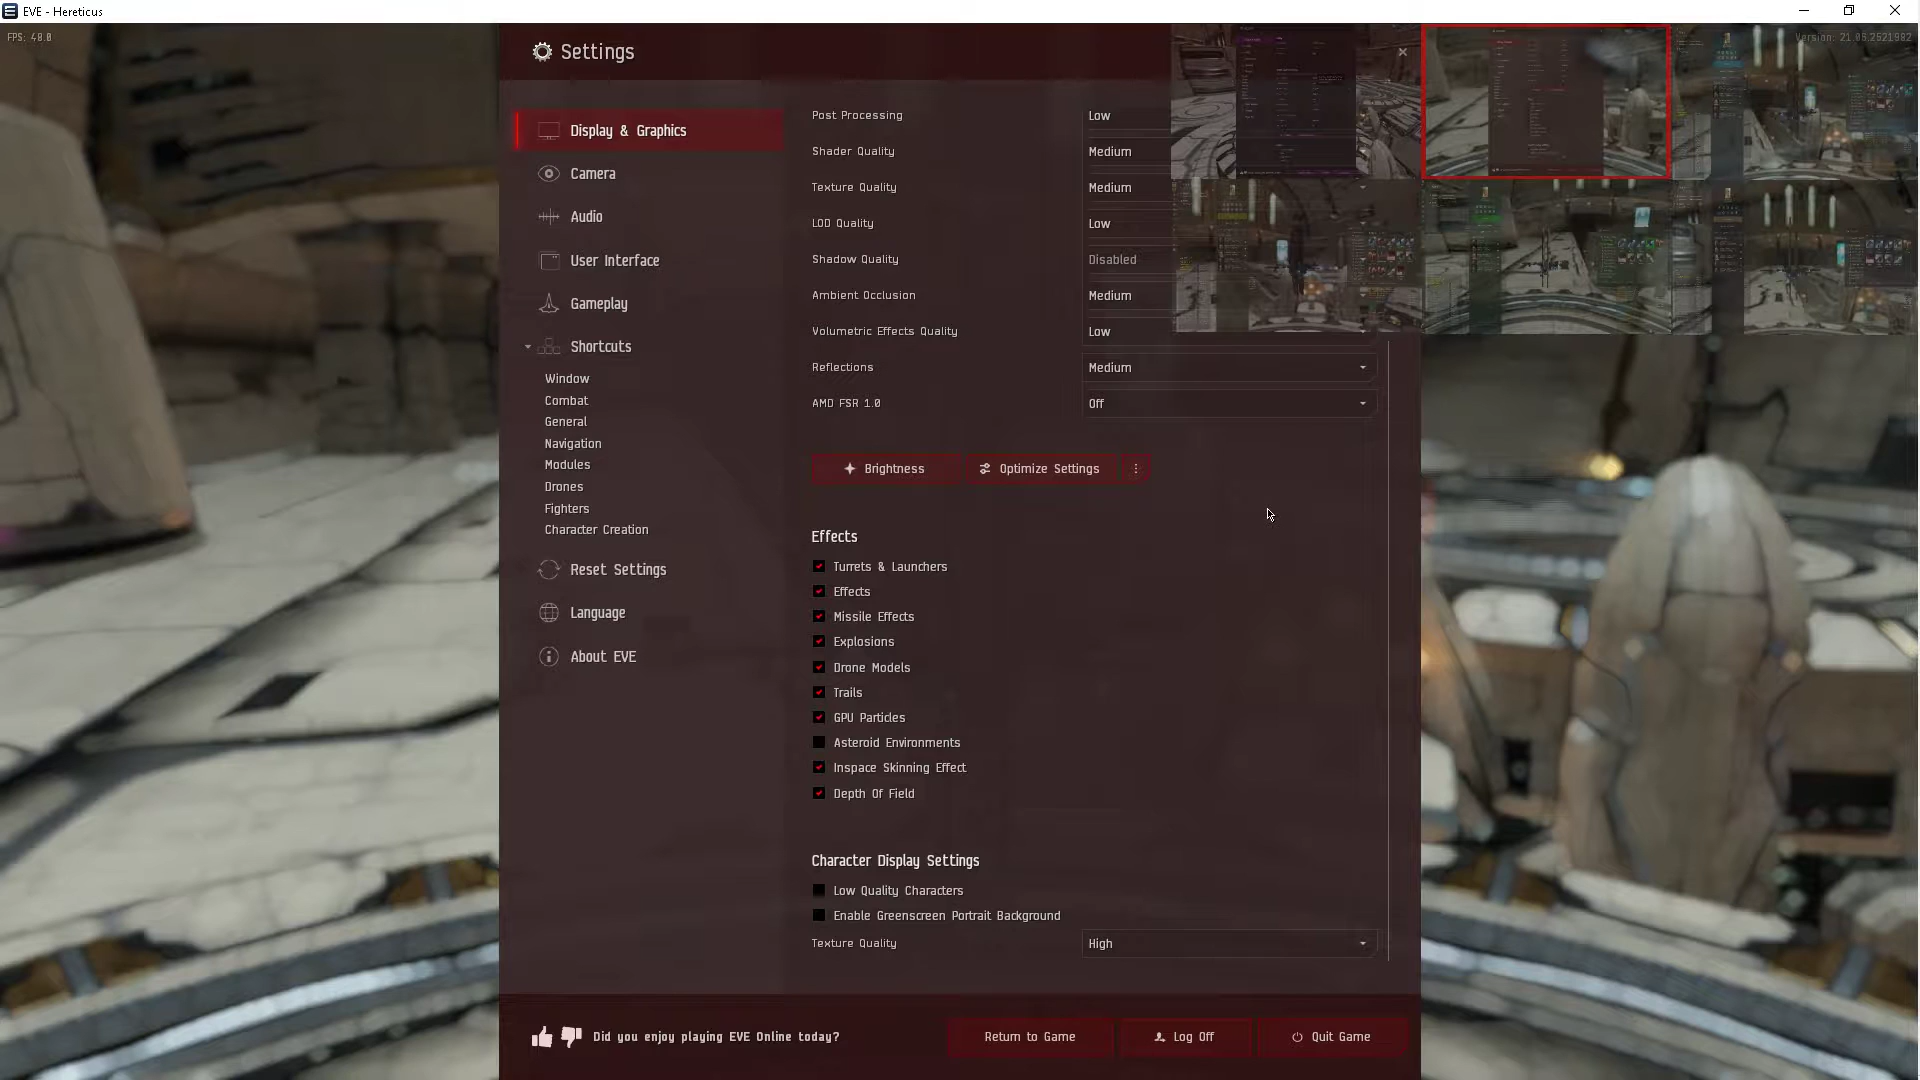 EVE - Hereticus
FPS: 48.0
Settings
Display & Graphics
Camera
Audio
User Interface
Gameplay
Shortcuts
Window
Combat
General
Navigation
Modules
Drones
Fighters
Character Creation
Reset Settings
Language
About EVE
Post Processing Low
Shader Quality Medium
Texture Quality Medium
LOD Quality Low
Shadow Quality Disabled
Ambient Occlusion Medium
Volumetric Effects Quality Low
Reflections Medium
AMD FSR 1.0 Off
Brightness Optimize Settings
Effects
Turrets & Launchers
Effects
Missile Effects
Explosions
Drone Models
Trails
GPU Particles
Asteroid Environments
Inspace Skinning Effect
Depth Of Field
Character Display Settings
Low Quality Characters
Enable Greenscreen Portrait Background
Texture Quality High
Did you enjoy playing EVE Online today?
Return to Game Log Off Quit Game